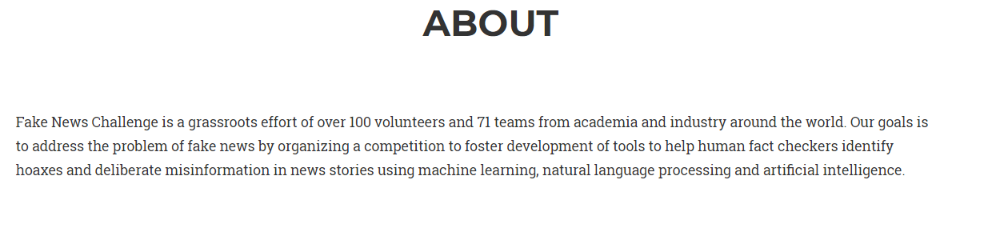 ABOUT
Fake News Challenge is a grassroots effort of over 100 volunteers and 71 teams from academia and industry around the world. Our goals is
to address the problem of fake news by organizing a competition to foster development of tools to help human fact checkers identify
hoaxes and deliberate misinformation in news stories using machine learning, natural language processing and artificial intelligence.